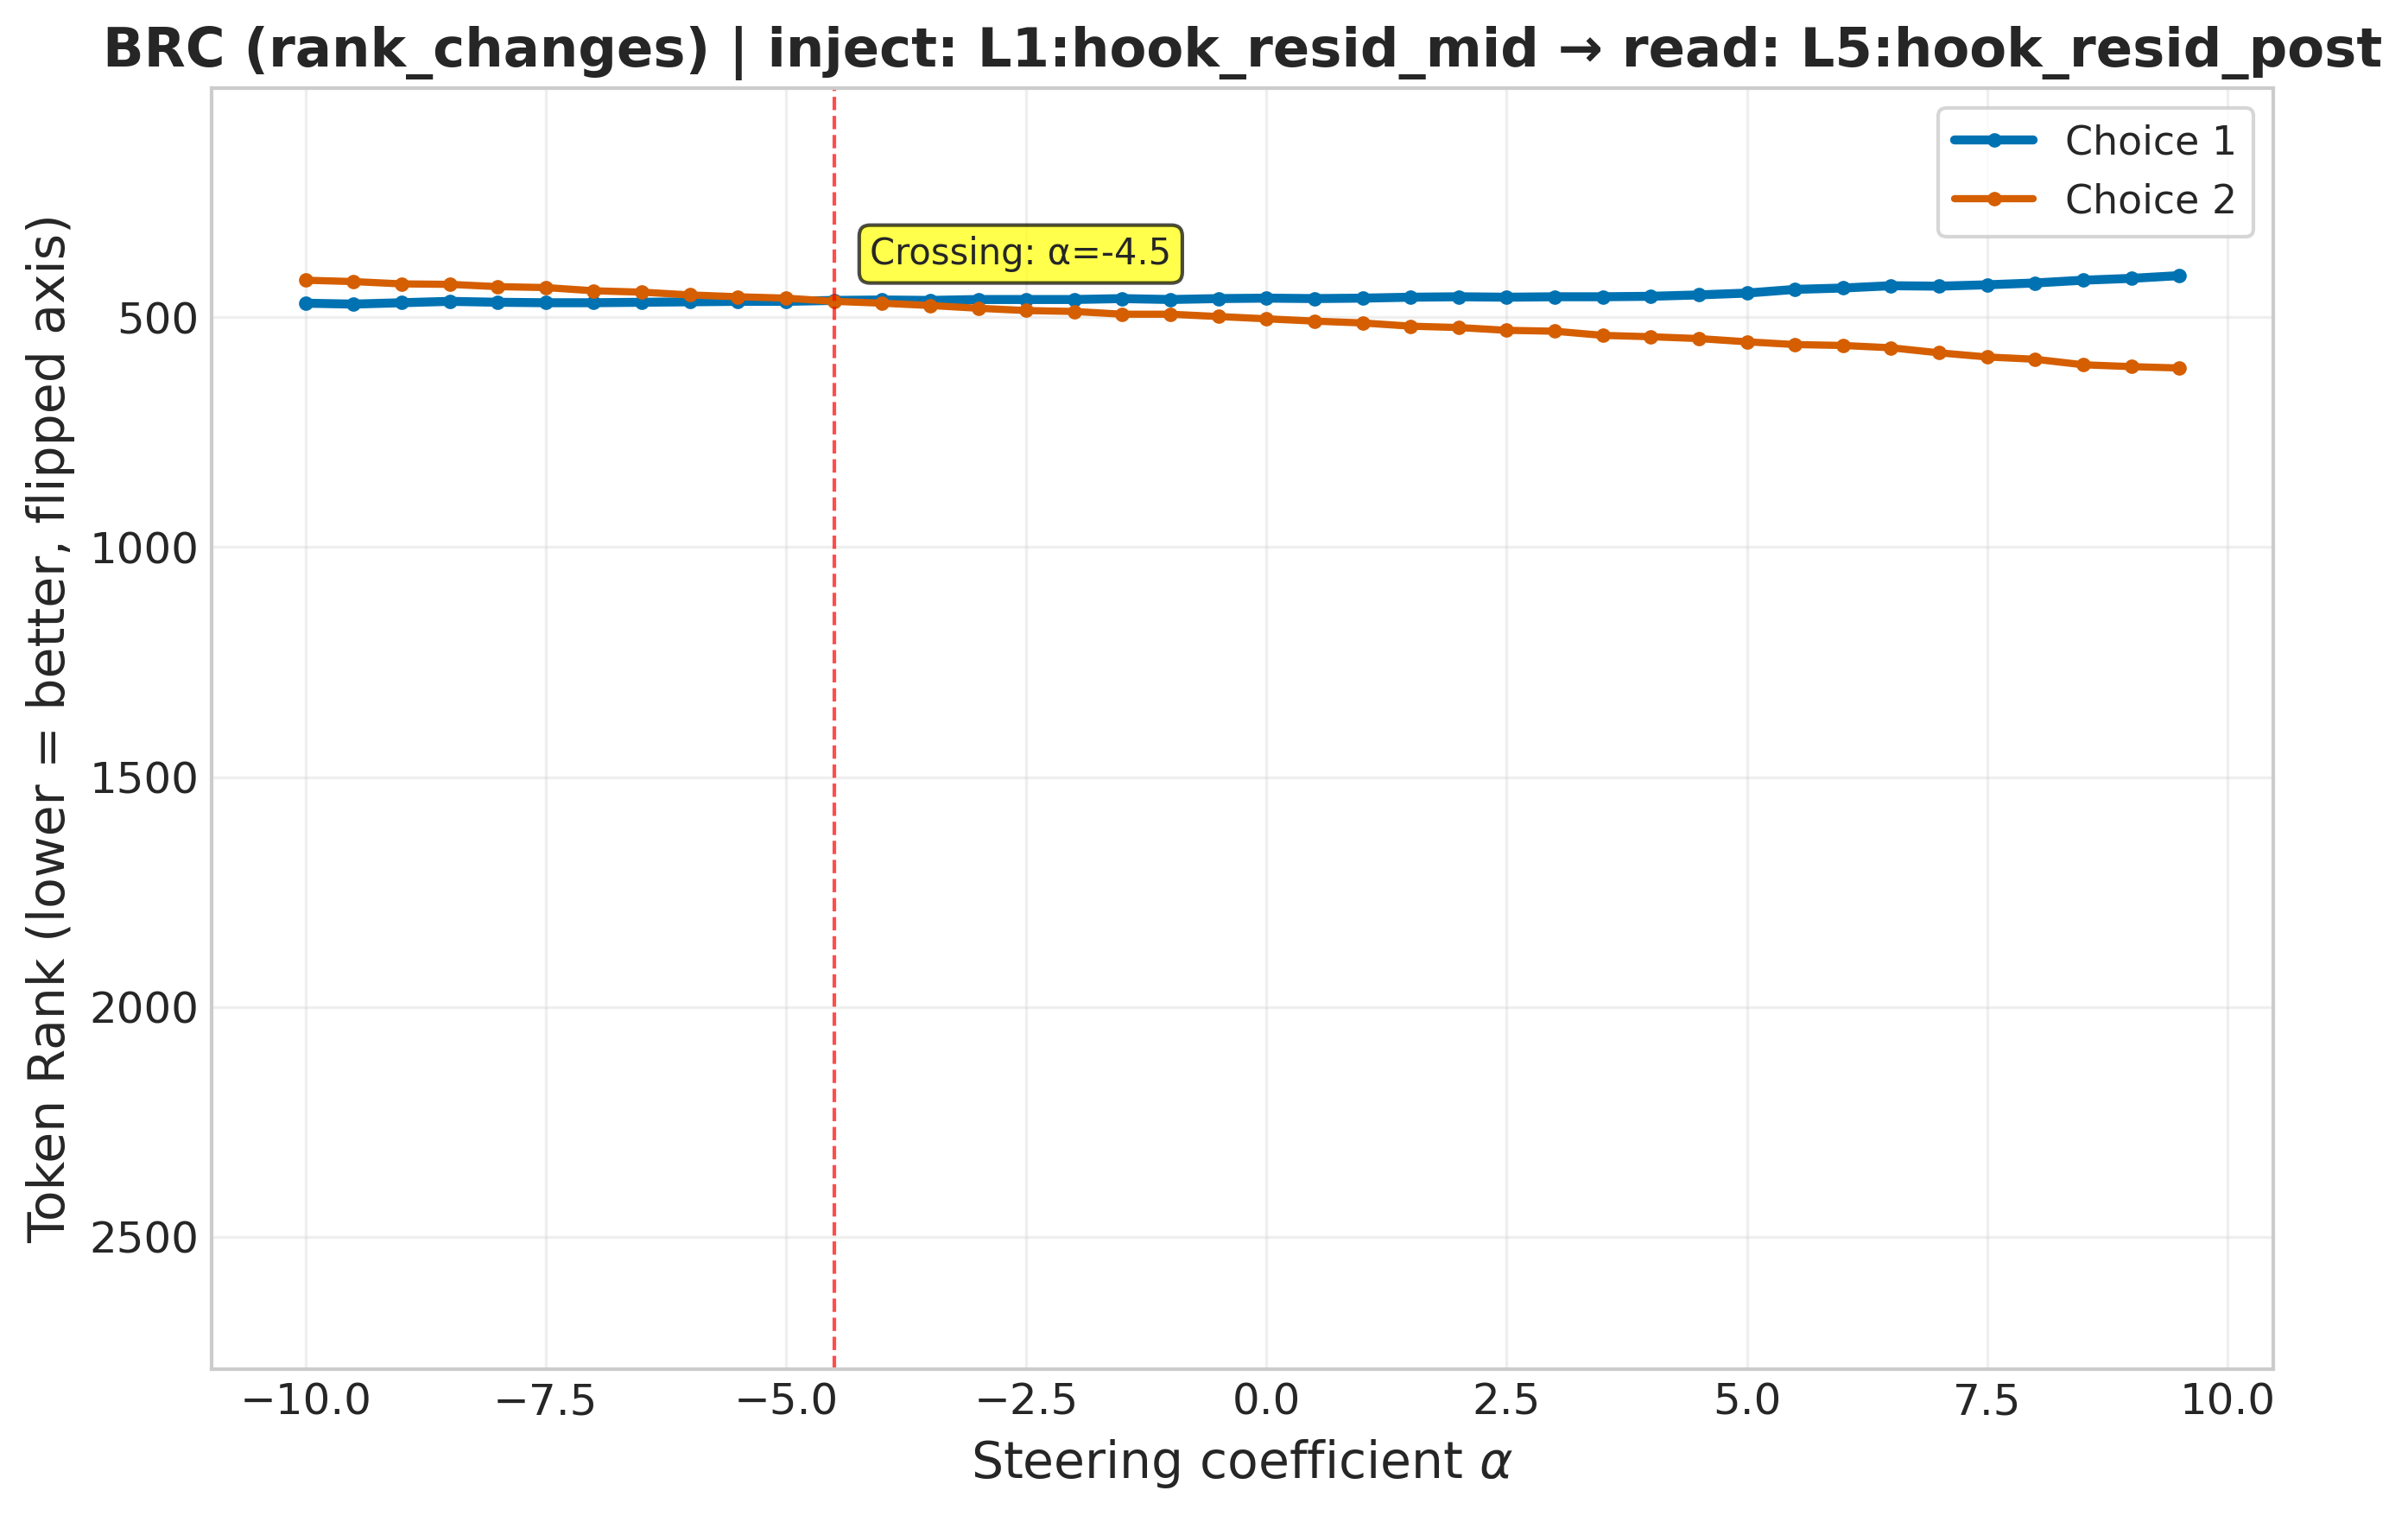 BRC (rank_changes) | inject: L1:hook_resid_mid → read: L5:hook_resid_post
Choice 1
Choice 2
Crossing: α=-4.5
Token Rank (lower = better, flipped axis)
500
1000
1500
2000
2500
−10.0 −7.5 −5.0 −2.5 0.0 2.5 5.0 7.5 10.0
Steering coefficient α